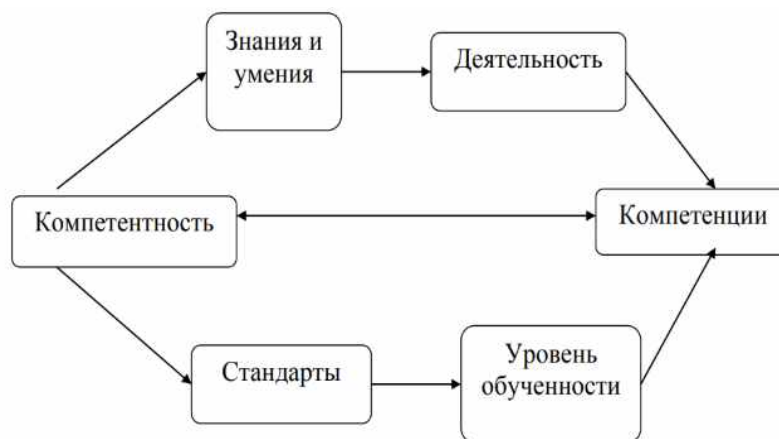 Знания и
умения
Деятельность
Компетентность
Компетенции
Стандарты
Уровень
обученности